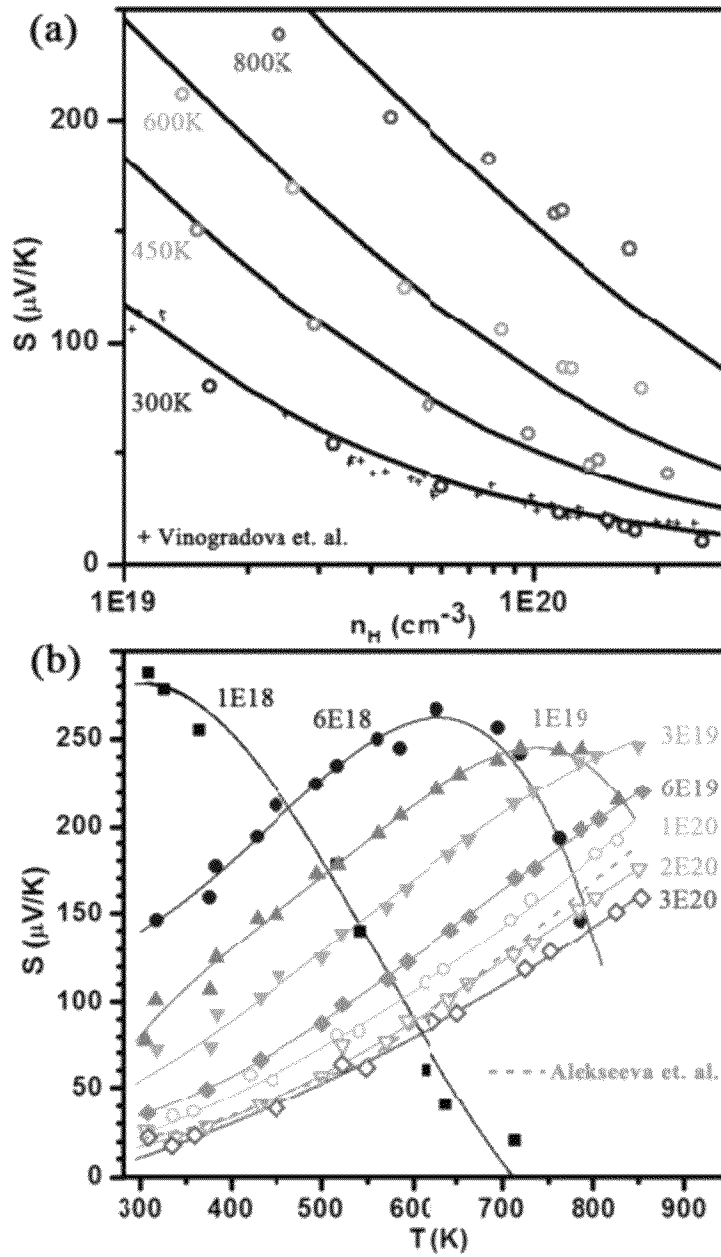 (a)
800K
200
600K
450K
S (μV/K)
100
300K
+ Vinogradova et. al.
0
1E19
1E20
n_H (cm^-3)
(b)
1E18
6E18
1E19
3E19
6E19
1E20
2E20
3E20
250
200
150
100
50
0
S (μV/K)
Alekseeva et. al.
300 400 500 600 700 800 900
T(K)